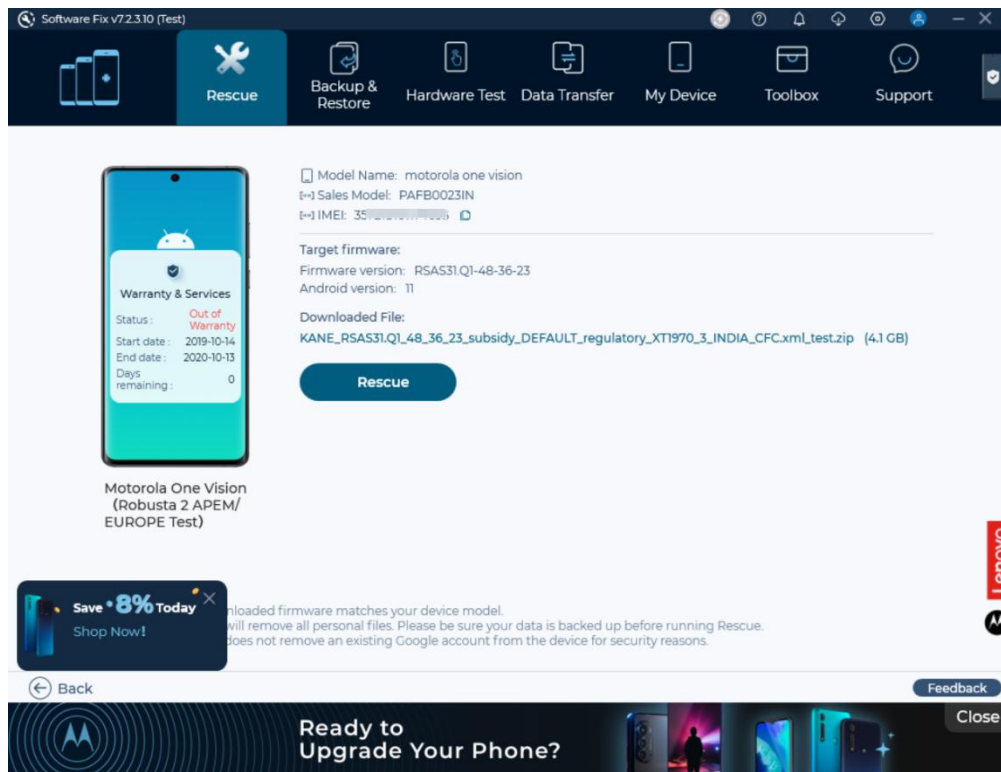 Software Fix v7.2.3.10 (Test)
Rescue
Backup &
Restore
Hardware Test
Data Transfer
My Device
Toolbox
Support
Model Name: motorola one vision
Sales Model: PAFB0023IN
IMEI: 35
Target firmware:
Firmware version: RSAS31.Q1-48-36-23
Android version: 11
Downloaded File:
KANE_RSAS31.Q1_48_36_23_subsidy_DEFAULT_regulatory_XT1970_3_INDIA_CFC.xml_test.zip (4.1 GB)
Rescue
Warranty & Services
Status : Out of
Warranty
Start date : 2019-10-14
End date : 2020-10-13
Days
remaining : 0
Motorola One Vision
(Robusta 2 APEM/
EUROPE Test)
Lenovo
Save 8% Today
Shop Now!
nloaded firmware matches your device model.
will remove all personal files. Please be sure your data is backed up before running Rescue.
does not remove an existing Google account from the device for security reasons.
Back
Feedback
Close
Ready to
Upgrade Your Phone?